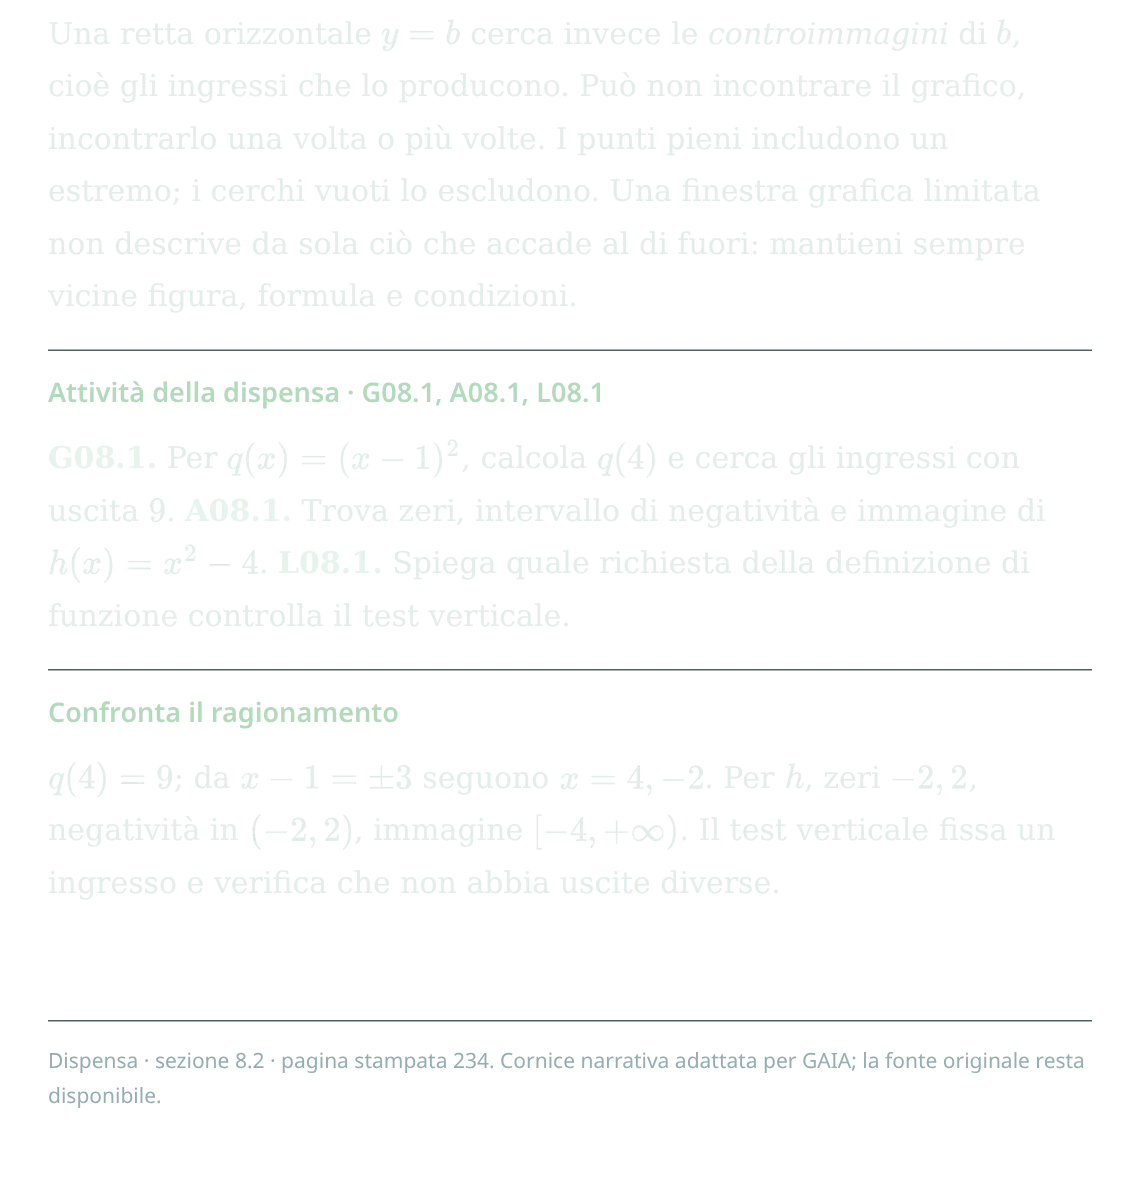 Una retta orizzontale y = b cerca invece le controimmagini di b,
cioè gli ingressi che lo producono. Può non incontrare il grafico,
incontrarlo una volta o più volte. I punti pieni includono un
estremo; i cerchi vuoti lo escludono. Una finestra grafica limitata
non descrive da sola ciò che accade al di fuori: mantieni sempre
vicine figura, formula e condizioni.
Attività della dispensa · G08.1, A08.1, L08.1
G08.1. Per q(x) = (x − 1)², calcola q(4) e cerca gli ingressi con
uscita 9. A08.1. Trova zeri, intervallo di negatività e immagine di
h(x) = x² − 4. L08.1. Spiega quale richiesta della definizione di
funzione controlla il test verticale.
Confronta il ragionamento
q(4) = 9; da x − 1 = ±3 seguono x = 4, −2. Per h, zeri −2, 2,
negatività in (−2, 2), immagine [−4, +∞). Il test verticale fissa un
ingresso e verifica che non abbia uscite diverse.
Dispensa · sezione 8.2 · pagina stampata 234. Cornice narrativa adattata per GAIA; la fonte originale resta
disponibile.